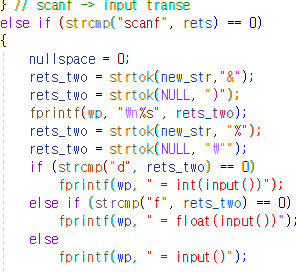 } // scanf -> input transe
else if (strcmp("scanf", rets) == 0)
{
nullspace = 0;
rets_two = strtok(new_str,"&");
rets_two = strtok(NULL, ")");
fprintf(wp, "₩n%s", rets_two);
rets_two = strtok(new_str, "%");
rets_two = strtok(NULL, "₩"");
if (strcmp("d", rets_two) == 0)
fprintf(wp, " = int(input())");
else if (strcmp("f", rets_two) == 0)
fprintf(wp, " = float(input())");
else
fprintf(wp, " = input()");